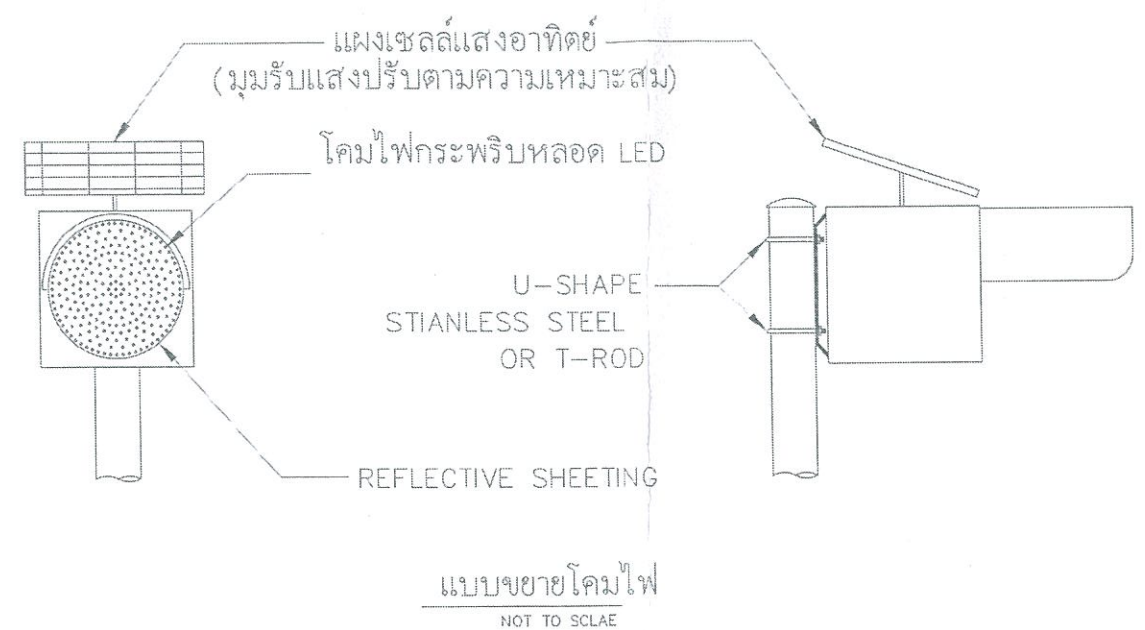 แผงเซลล์แสงอาทิตย์
(มุมรับแสงปรับตามความเหมาะสม)
โคมไฟกระพริบหลอด LED
U-SHAPE
STIANLESS STEEL
OR T-ROD
REFLECTIVE SHEETING
แบบขยายโคมไฟ
NOT TO SCLAE